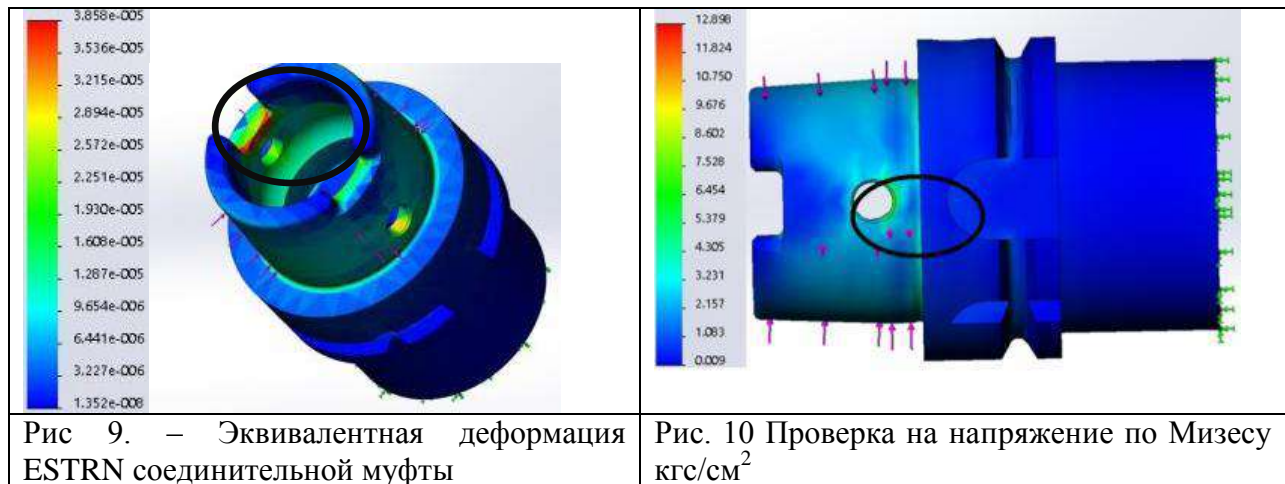 3.858e-005
3.536e-005
3.215e-005
2.894e-005
2.572e-005
2.251e-005
1.930e-005
1.608e-005
1.287e-005
9.654e-006
6.441e-006
3.227e-006
1.352e-008
12.898
11.824
10.750
9.676
8.602
7.528
6.454
5.379
4.305
3.231
2.157
1.083
0.009
Рис 9. – Эквивалентная деформация
ESTRN соединительной муфты
Рис. 10 Проверка на напряжение по Мизесу
кгс/см²